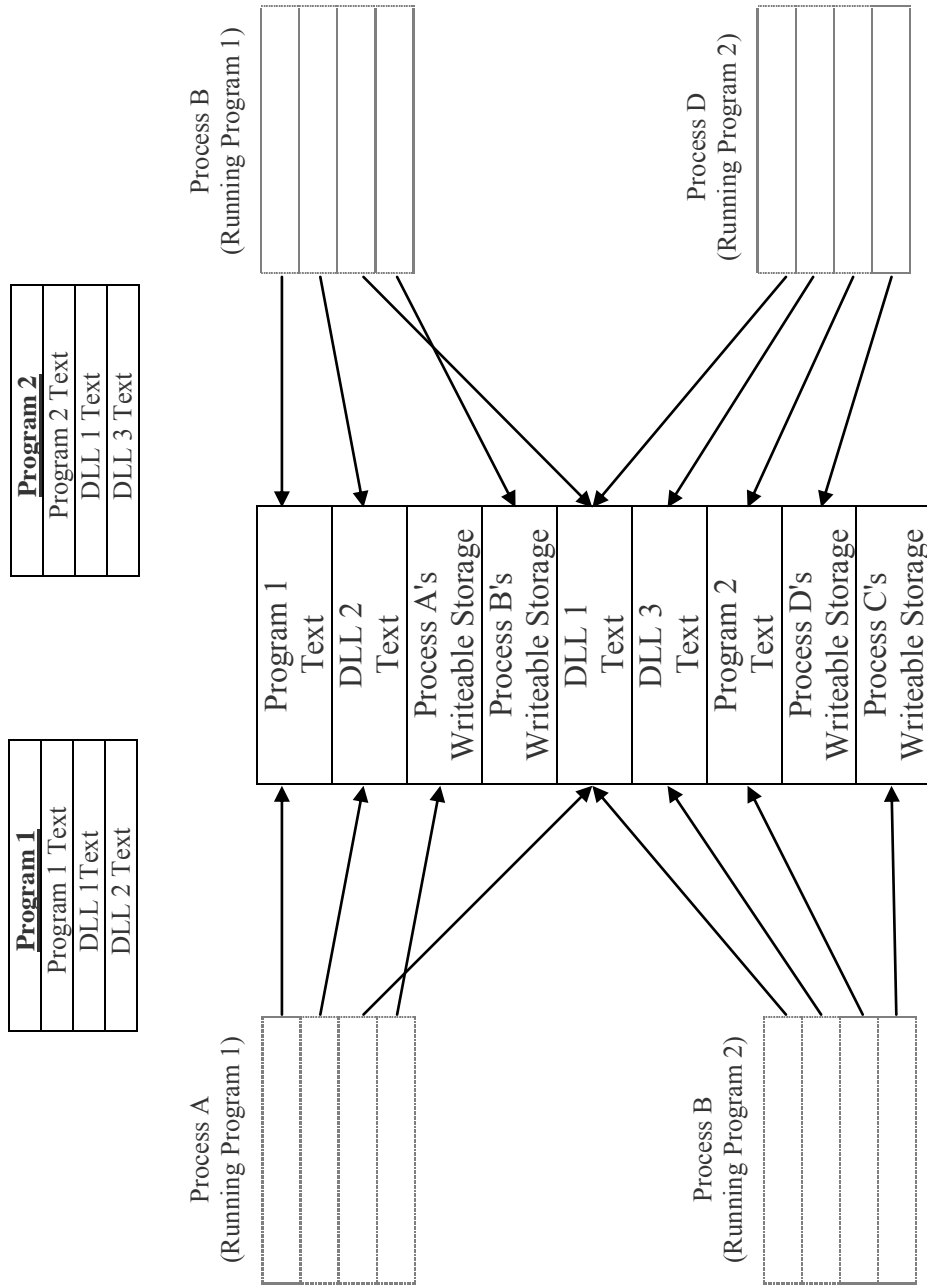 Program 1
Program 1 Text
DLL 1Text
DLL 2 Text
Program 2
Program 2 Text
DLL 1 Text
DLL 3 Text
Process A
(Running Program 1)
Process B
(Running Program 1)
Program 1
Text
DLL 2
Text
Process A's
Writeable Storage
Process B's
Writeable Storage
DLL 1
Text
DLL 3
Text
Program 2
Text
Process D's
Writeable Storage
Process C's
Writeable Storage
Process B
(Running Program 2)
Process D
(Running Program 2)